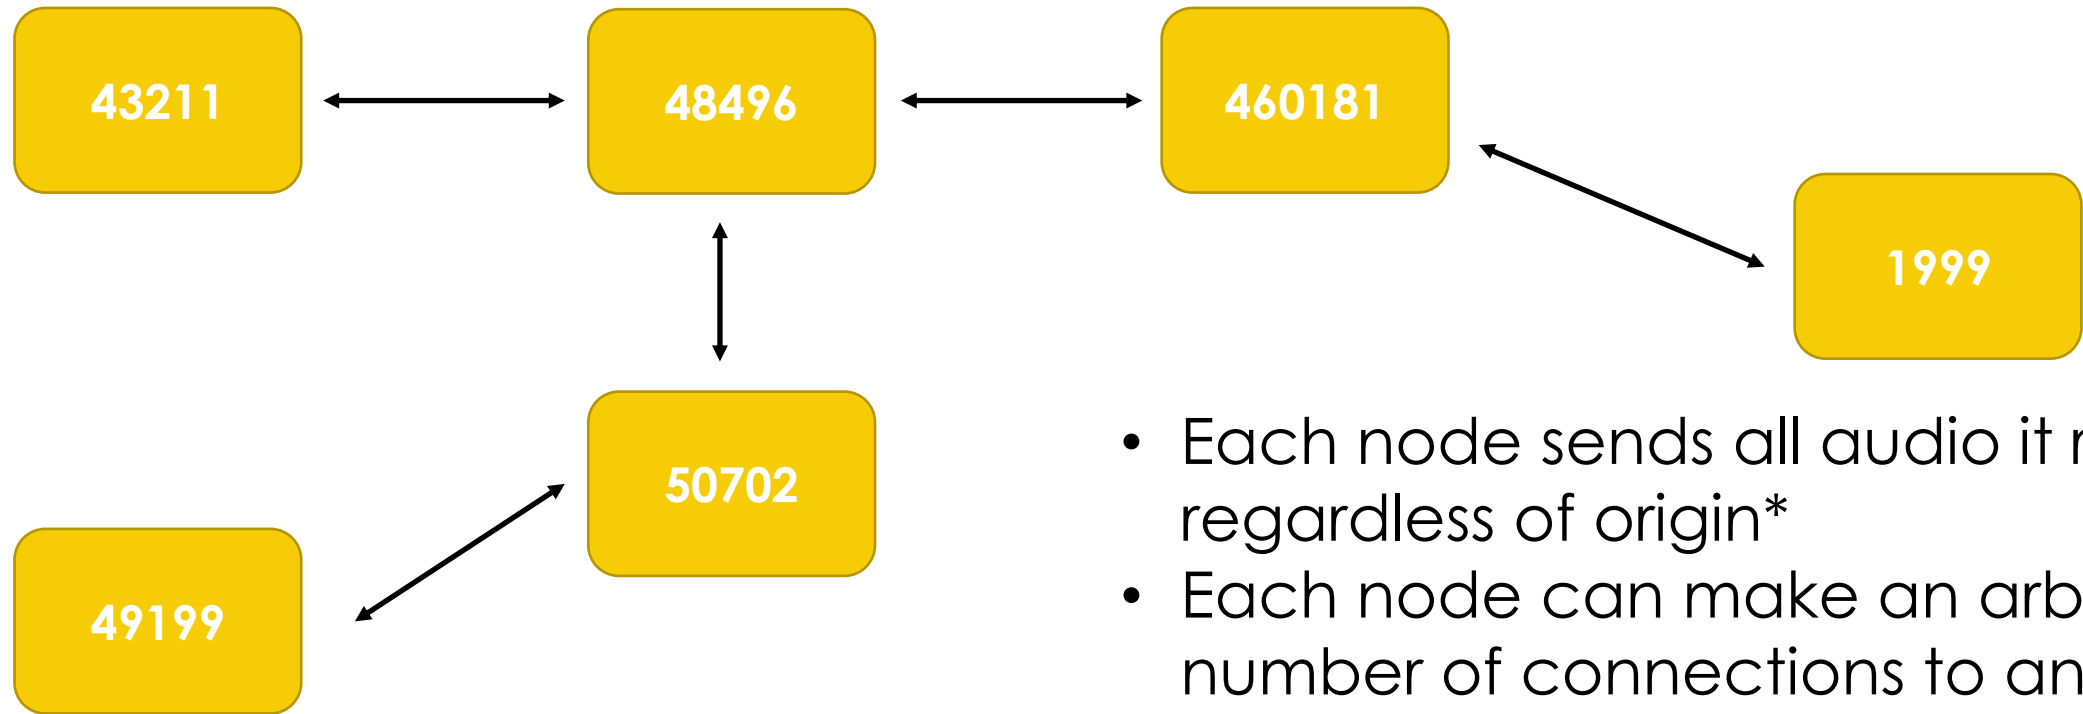 43211
48496
460181
1999
50702
49199
• Each node sends all audio it
regardless of origin*
• Each node can make an
number of connections to